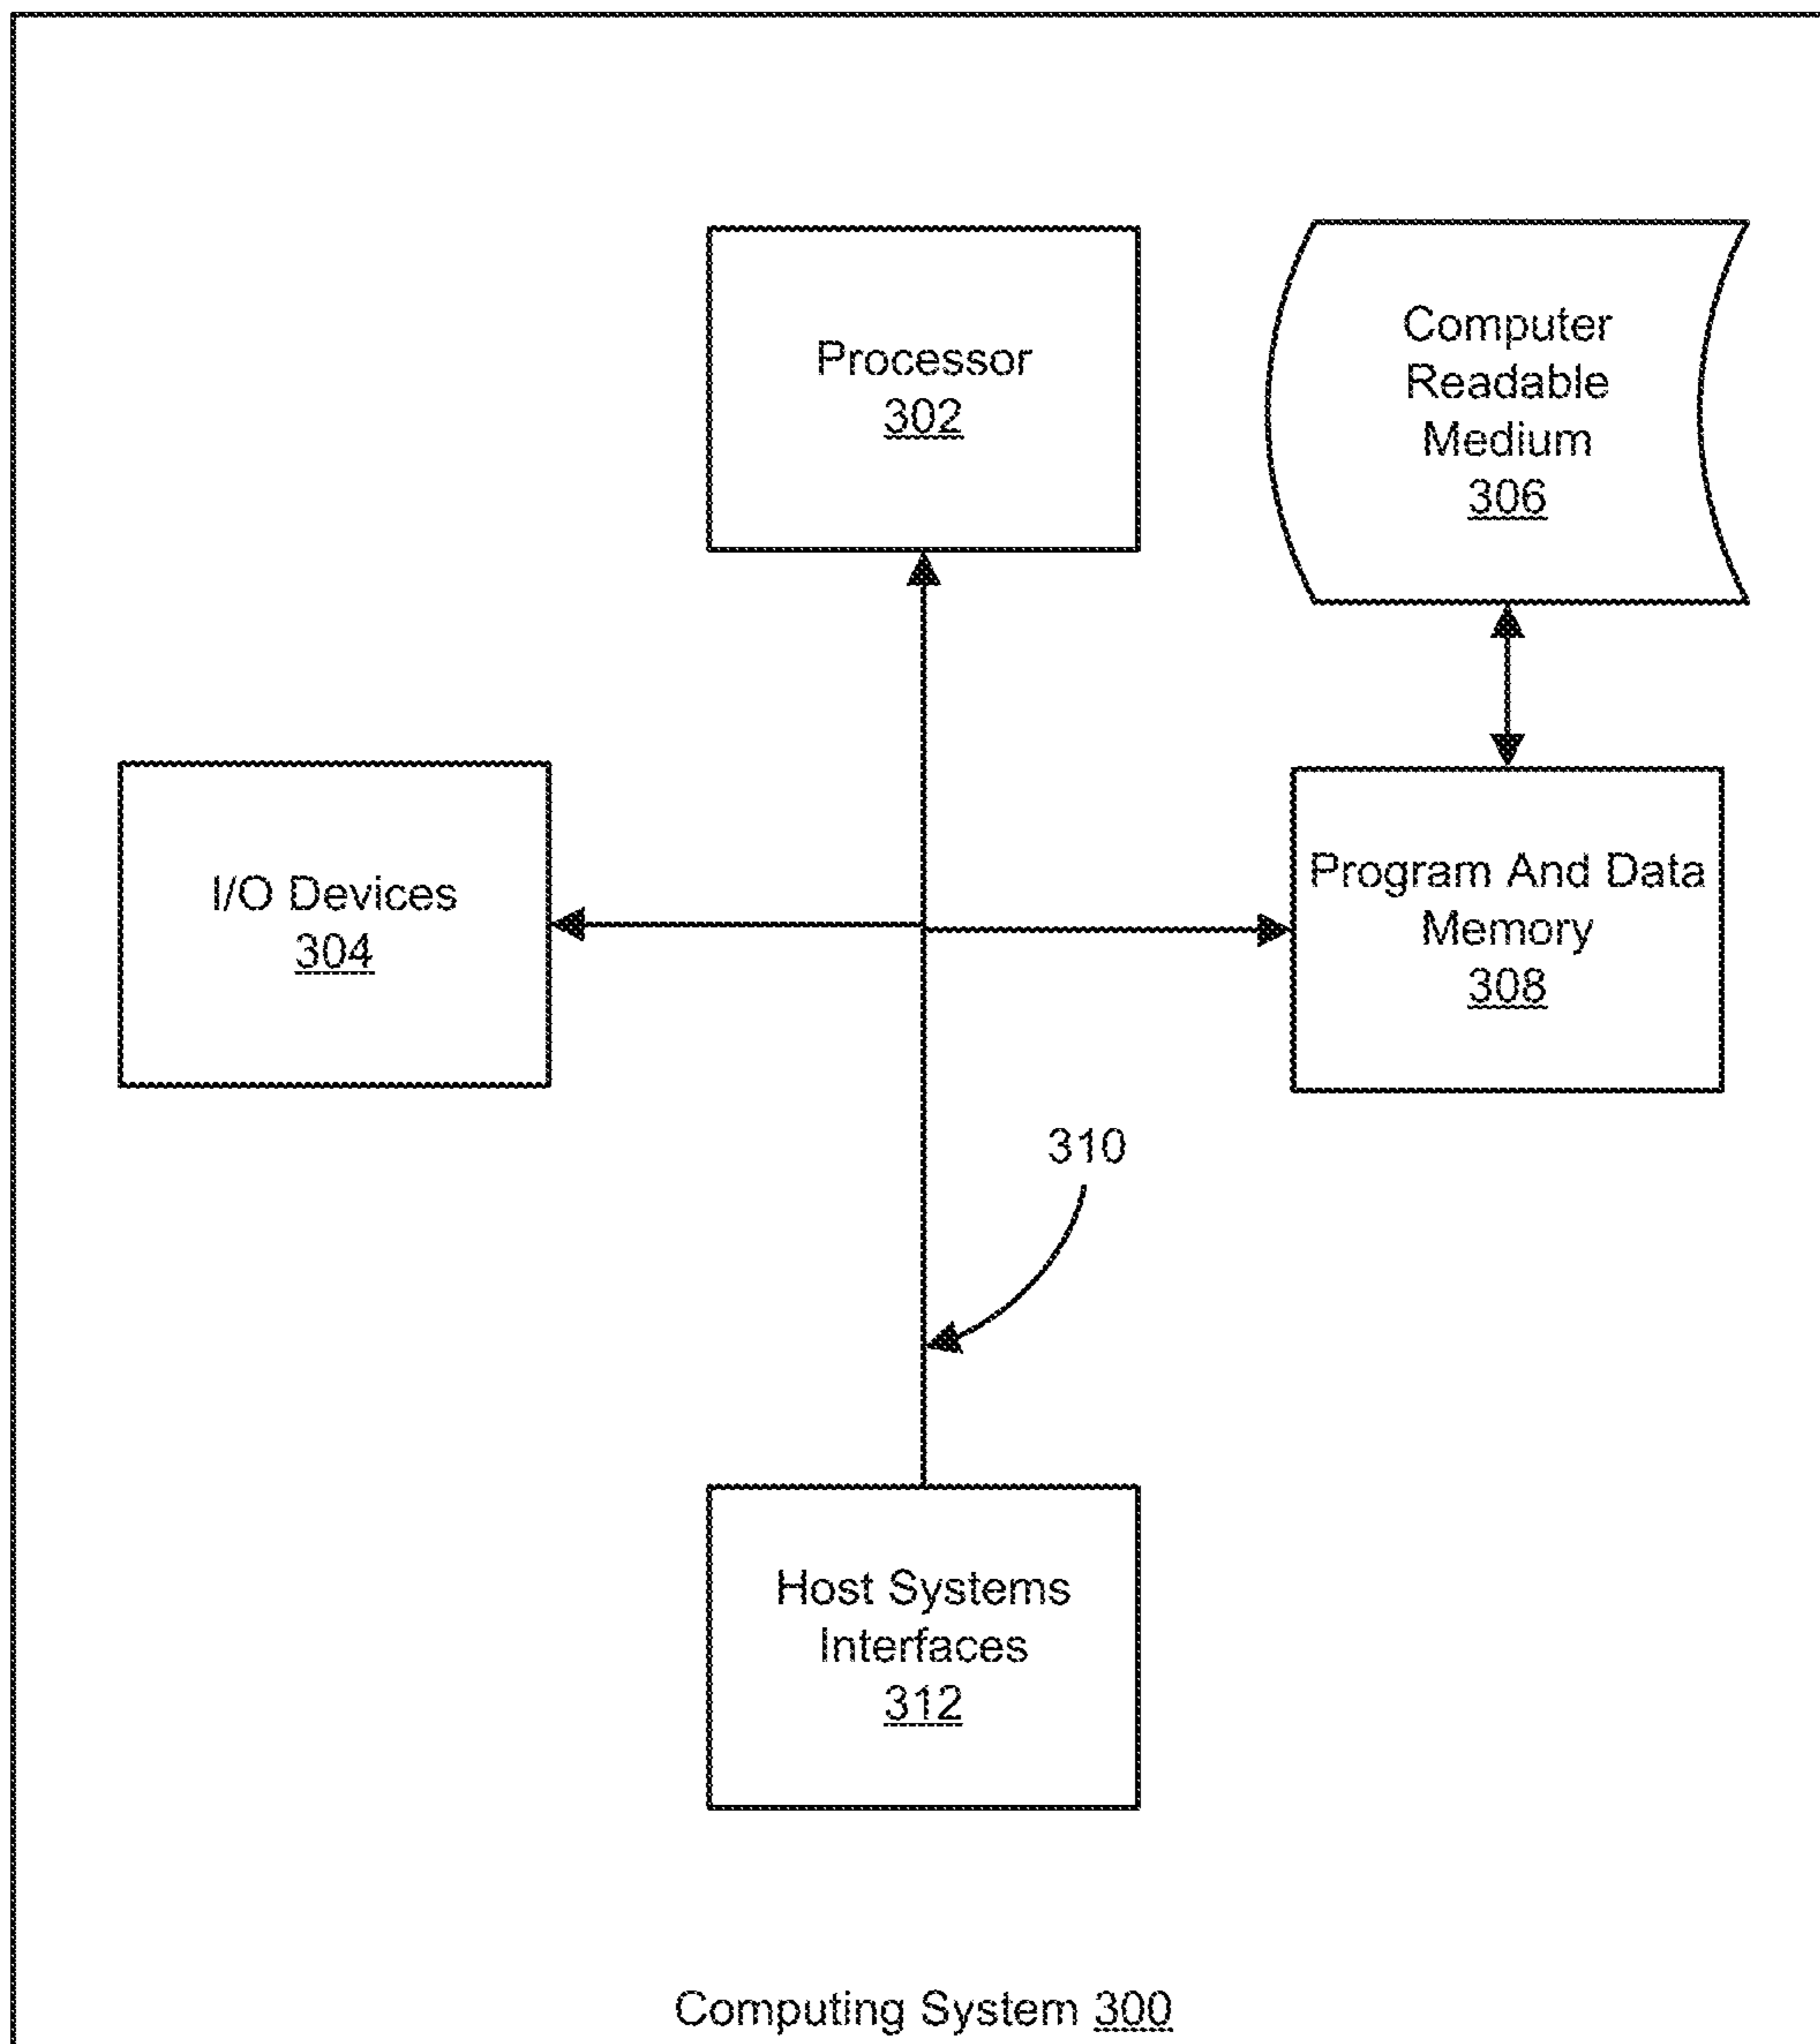 Processor
302
Computer
Readable
Medium
306
I/O Devices
304
Program And Data
Memory
308
310
Host Systems
Interfaces
312
Computing System 300